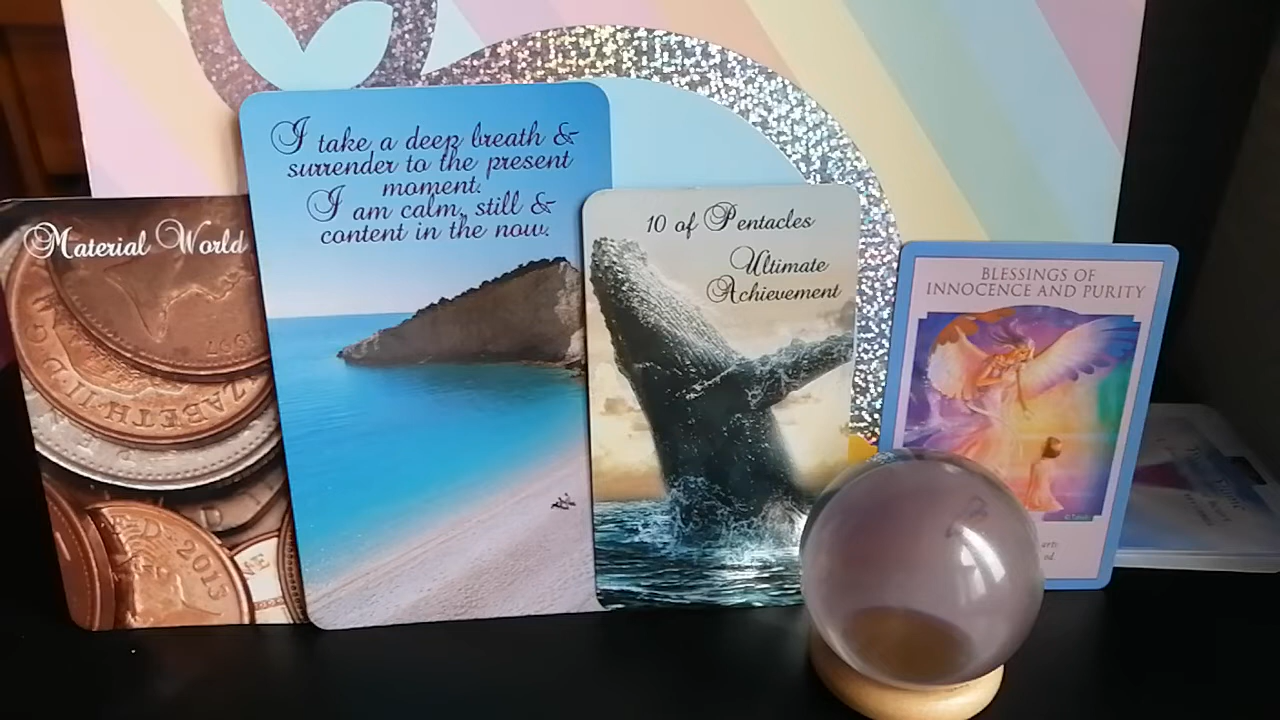 Material World
1997
ZABETH·II·D·G·M
2013
I take a deep breath &
surrender to the present
moment.
I am calm, still &
content in the now.
10 of Pentacles
Ultimate
Achievement
BLESSINGS OF
INNOCENCE AND PURITY